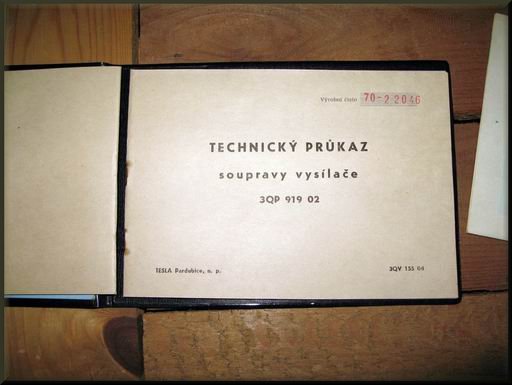 Výrobní číslo 70-2 2046
TECHNICKÝ PRŮKAZ
soupravy vysílače
3QP 919 02
TESLA Pardubice, n. p.
3QV 155 04